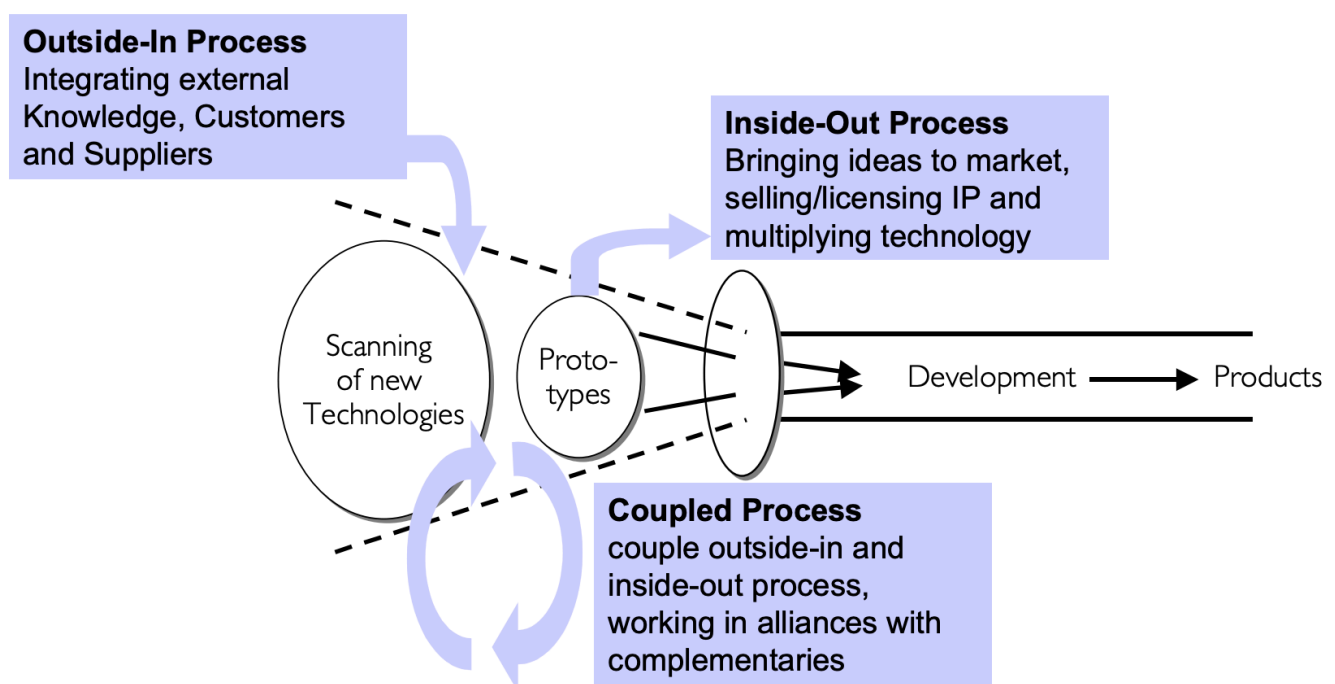 Outside-In Process
Integrating external
Knowledge, Customers
and Suppliers
Inside-Out Process
Bringing ideas to market,
selling/licensing IP and
multiplying technology
Scanning
of new
Technologies
Proto-
types
Development
Products
Coupled Process
couple outside-in and
inside-out process,
working in alliances with
complementaries